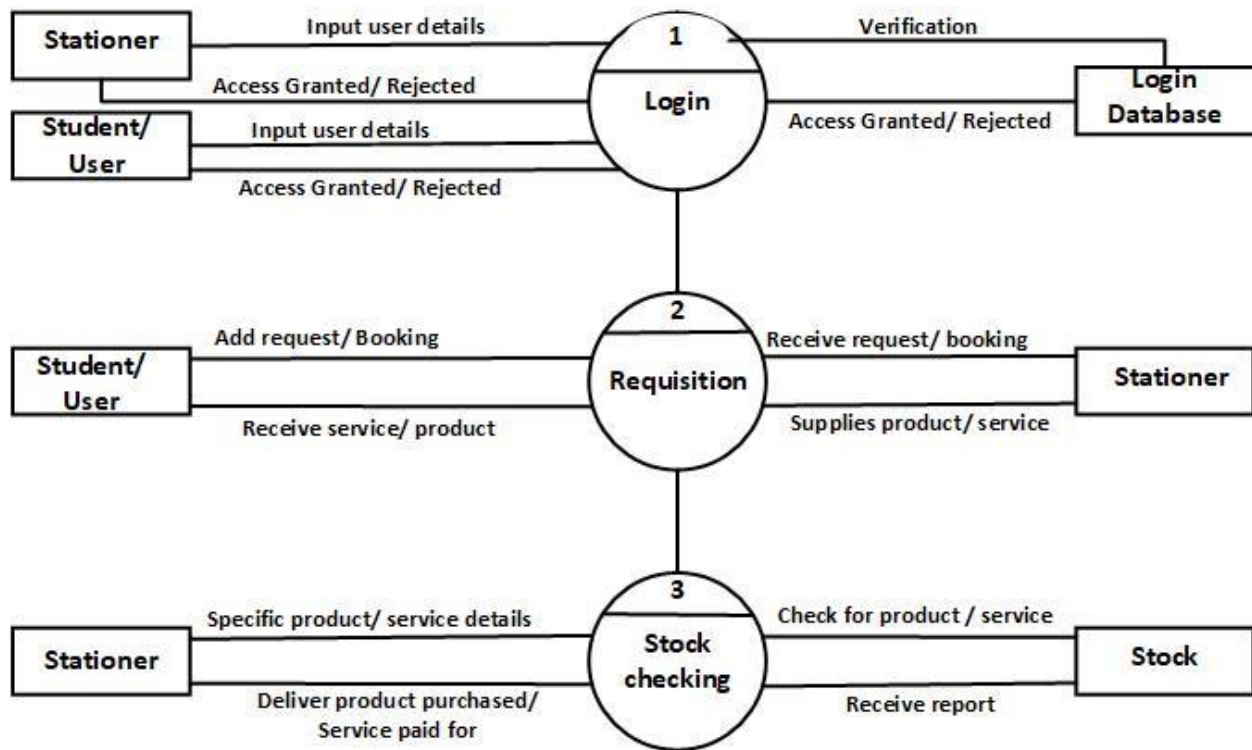 Stationer
Input user details
1
Verification
Access Granted/ Rejected
Login
Login
Database
Access Granted/ Rejected
Student/
User
Input user details
Access Granted/ Rejected
2
Add request/ Booking
Receive request/ booking
Student/
User
Requisition
Stationer
Receive service/ product
Supplies product/ service
3
Specific product/ service details
Check for product / service
Stationer
Stock
checking
Stock
Deliver product purchased/
Service paid for
Receive report